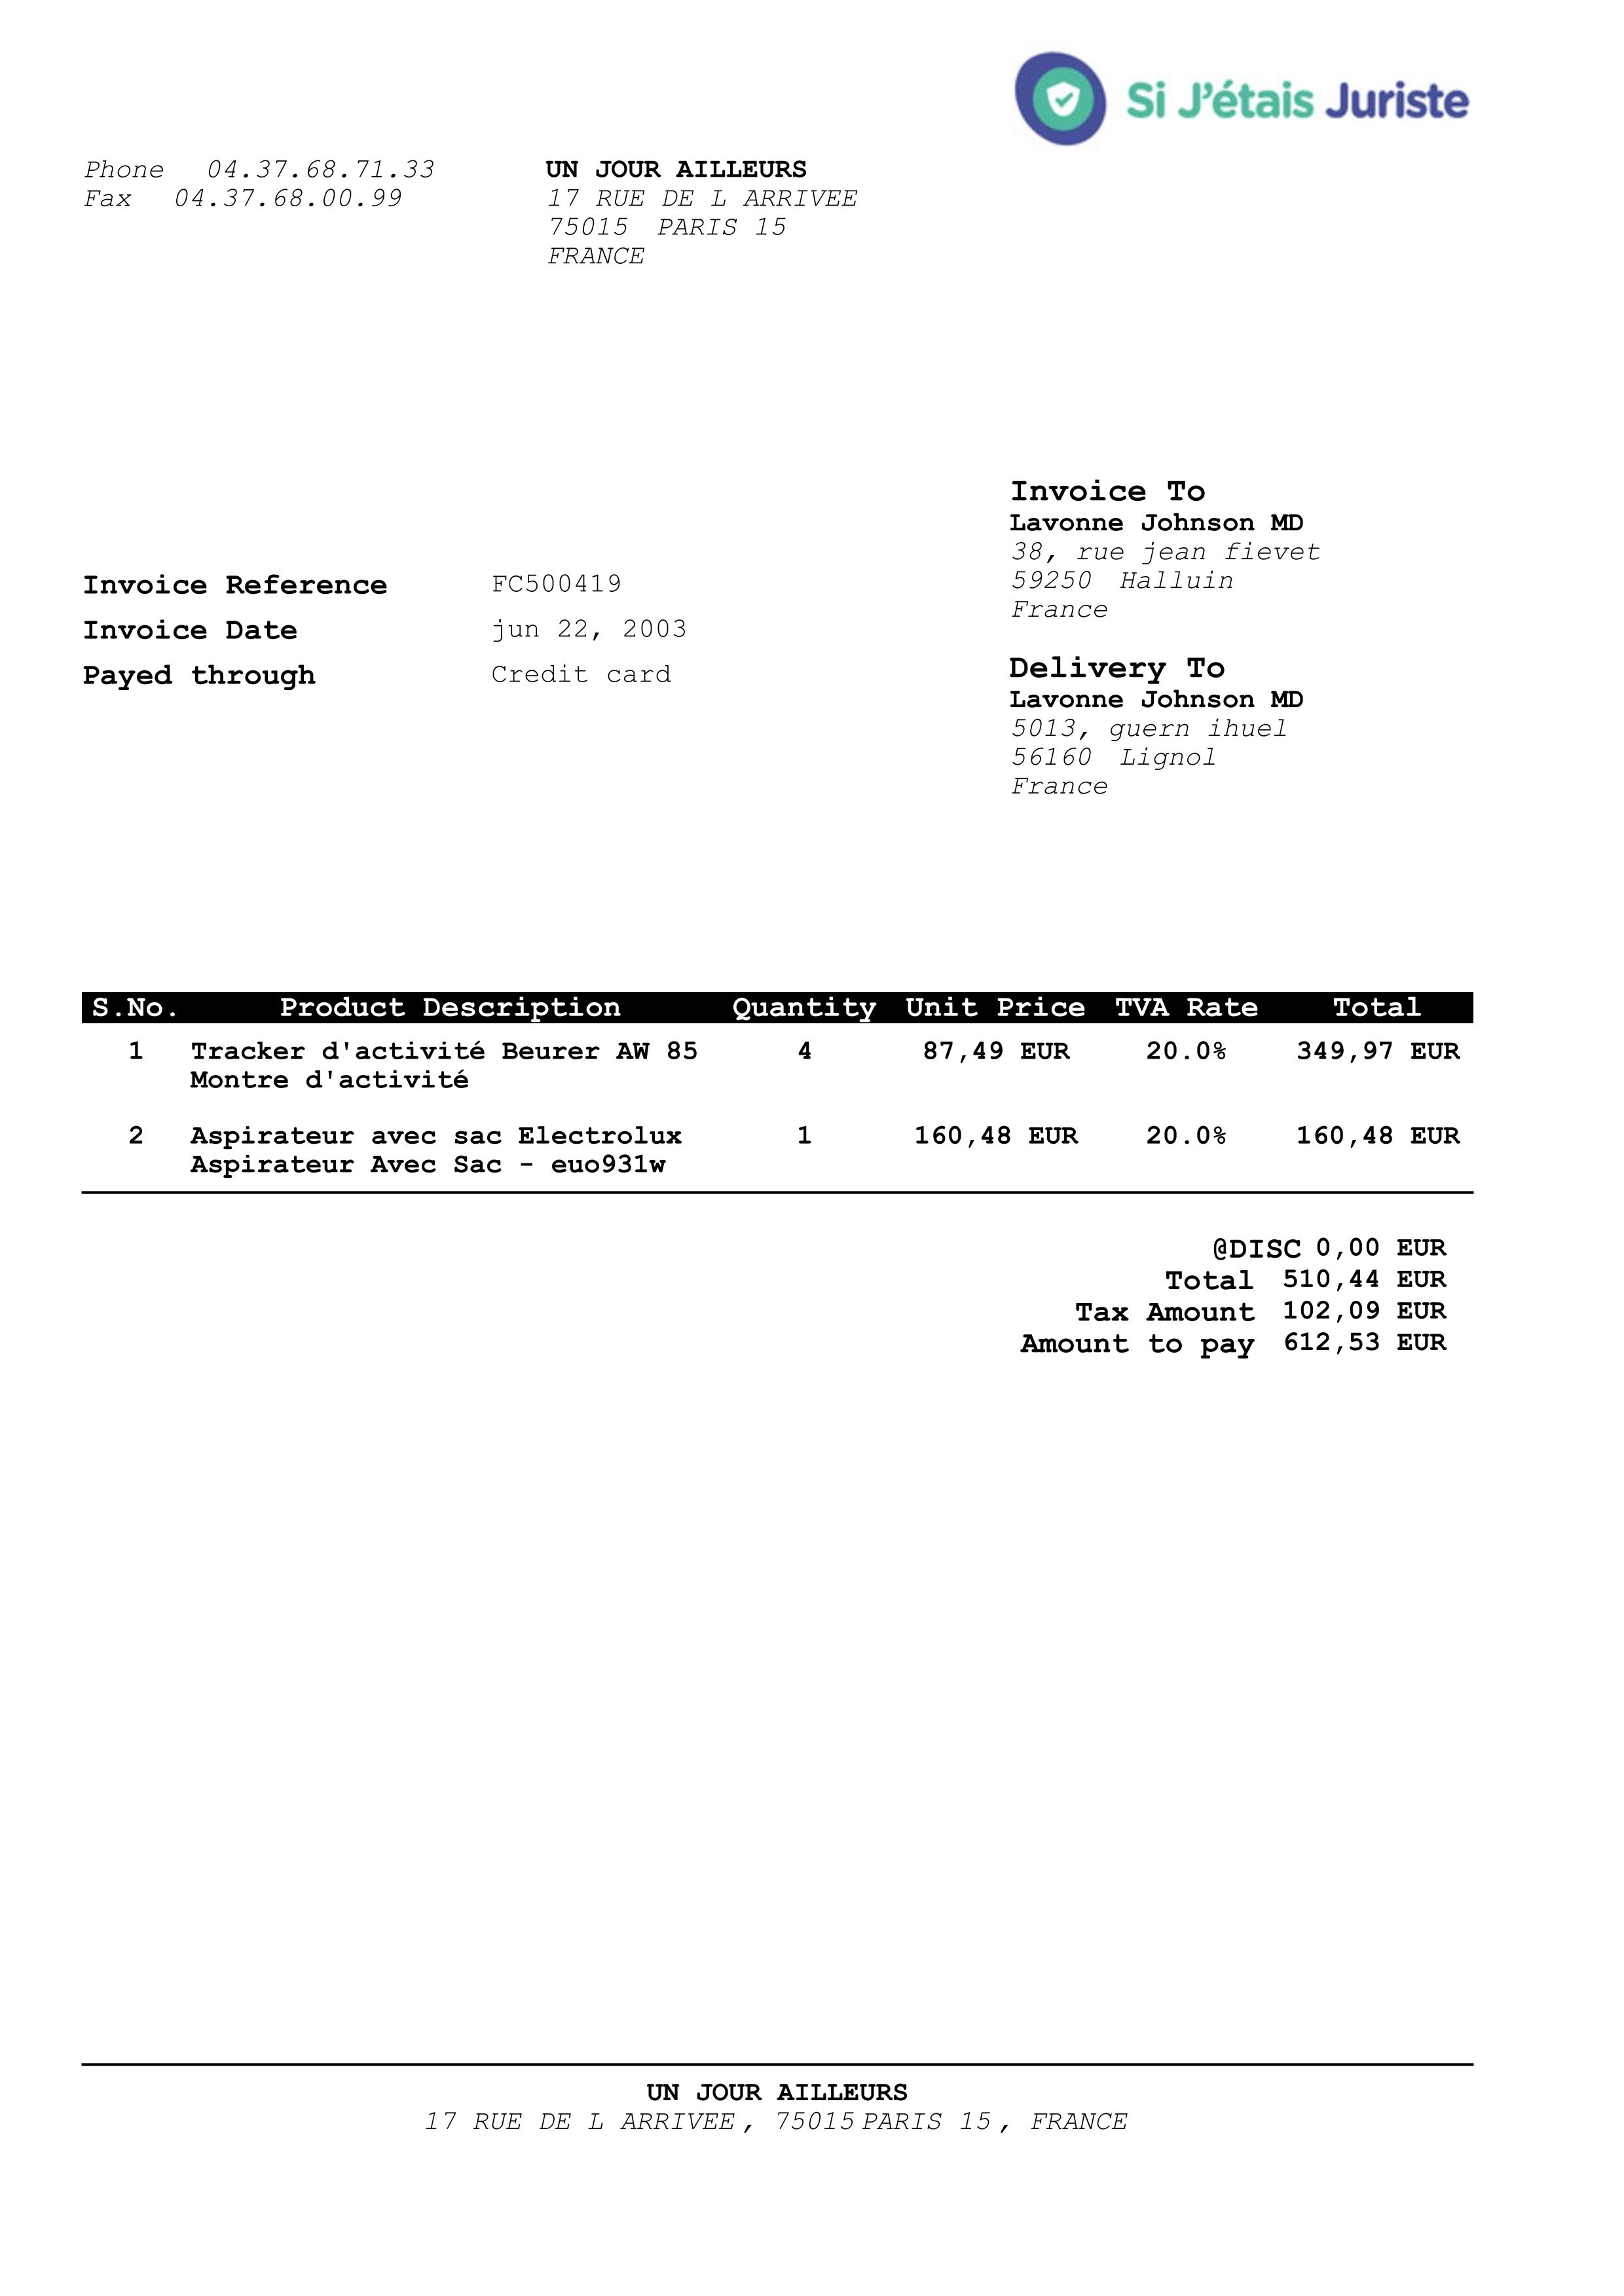 Si J'étais Juriste
Phone 04.37.68.71.33
Fax 04.37.68.00.99
UN JOUR AILLEURS
17 RUE DE L ARRIVEE
75015 PARIS 15
FRANCE
Invoice To
Lavonne Johnson MD
38, rue jean fievet
59250 Halluin
France
Invoice Reference FC500419
Invoice Date jun 22, 2003
Payed through Credit card
Delivery To
Lavonne Johnson MD
5013, guern ihuel
56160 Lignol
France
S.No. Product Description Quantity Unit Price TVA Rate Total
1 Tracker d'activité Beurer AW 85 4 87,49 EUR 20.0% 349,97 EUR
Montre d'activité
2 Aspirateur avec sac Electrolux 1 160,48 EUR 20.0% 160,48 EUR
Aspirateur Avec Sac - euo931w
@DISC 0,00 EUR
Total 510,44 EUR
Tax Amount 102,09 EUR
Amount to pay 612,53 EUR
UN JOUR AILLEURS
17 RUE DE L ARRIVEE , 75015 PARIS 15 , FRANCE